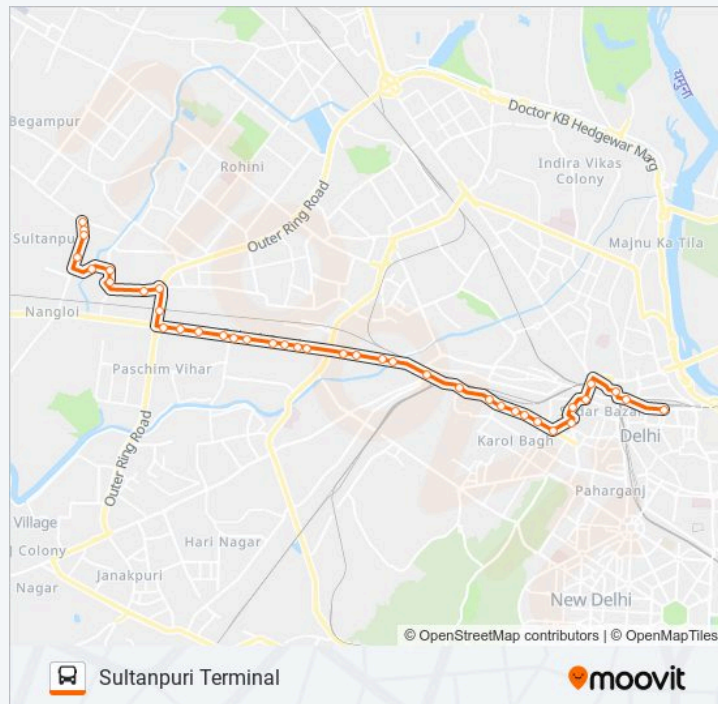 Begampur
Rohini
Doctor KB Hedgewar Marg
Indira Vikas
Colony
Outer Ring Road
Majnu Ka Tila
Sultanpu
Nangloi
Paschim Vihar
Outer Ring Road
dar Bazar
Karol Bagh
Delhi
Paharganj
Village
J Colony
Hari Nagar
Nagar
Janakpuri
New Delhi
© OpenStreetMap contributors | © OpenMapTiles
Sultanpuri Terminal
moovit